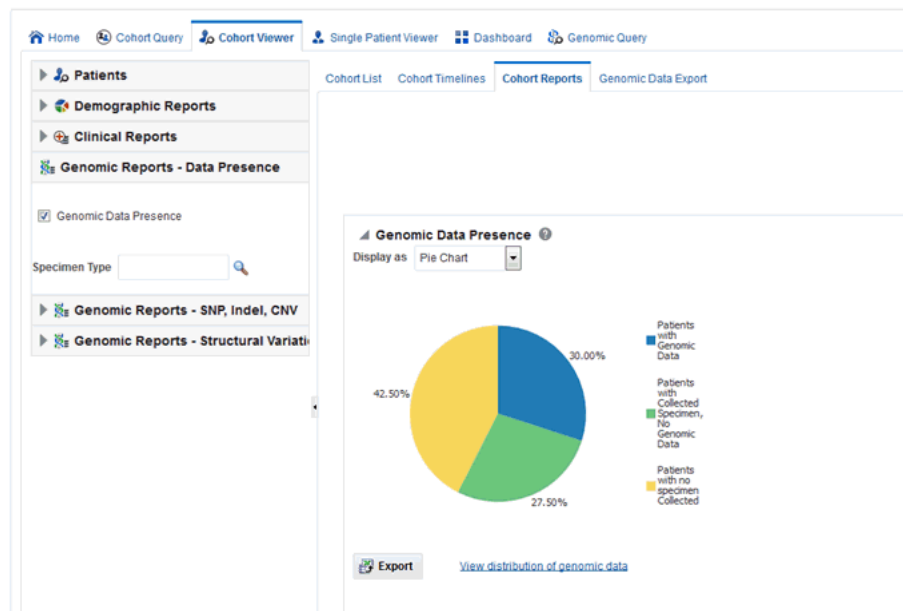 Home Cohort Query Cohort Viewer Single Patient Viewer Dashboard Genomic Query
Patients
Demographic Reports
Clinical Reports
Genomic Reports - Data Presence
Genomic Data Presence
Specimen Type
Genomic Reports - SNP, Indel, CNV
Genomic Reports - Structural Variati
Cohort List Cohort Timelines Cohort Reports Genomic Data Export
Genomic Data Presence
Display as Pie Chart
30.00%
42.50%
27.50%
Patients
with
Genomic
Data
Patients
with
Collected
Specimen,
No
Genomic
Data
Patients
with no
specimen
Collected
Export View distribution of genomic data